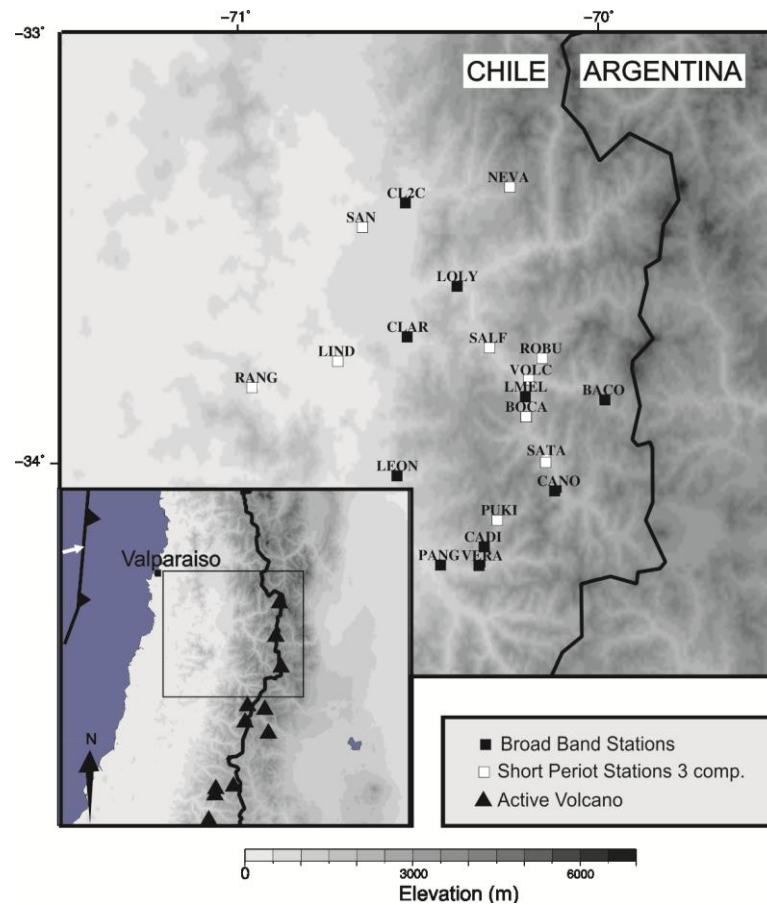 -71
-70
-33
CHILE
ARGENTINA
NEVA
CL2C
SAN
LOLY
CLAR
SALF
ROBU
LIND
VOLC
RANG
LMEL
BACO
BOCA
-34
LEON
SATA
CANO
PUKI
CADI
PANG
VERA
Valparaiso
N
Broad Band Stations
Short Periot Stations 3 comp.
Active Volcano
0
3000
6000
Elevation (m)